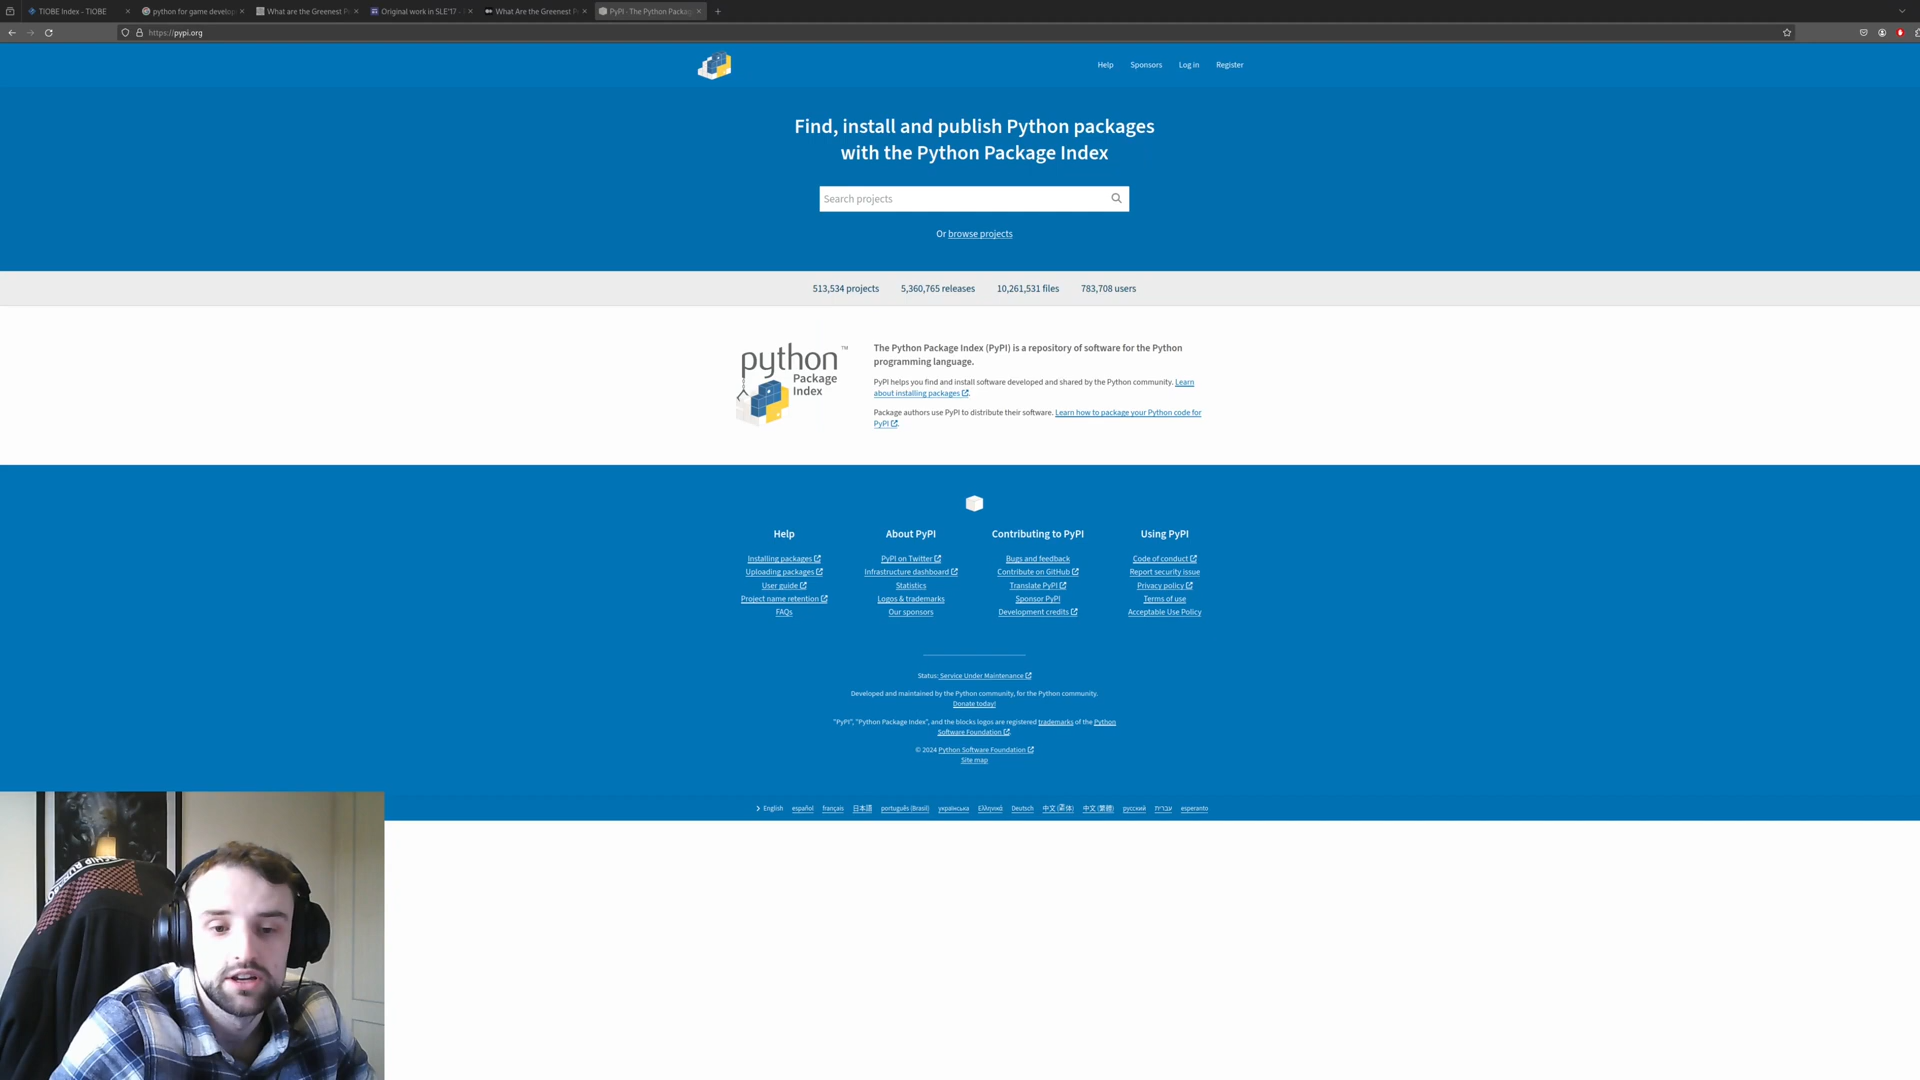 TIOBE Index - TIOBE
python for game develop
What are the Greenest P
Original work in SLE'17 -
What Are the Greenest P
PyPI · The Python Packag
https://pypi.org
Help
Sponsors
Log in
Register
Find, install and publish Python packages
with the Python Package Index
Search projects
Or browse projects
513,534 projects
5,360,765 releases
10,261,531 files
783,708 users
python™
Package
Index
The Python Package Index (PyPI) is a repository of software for the Python
programming language.
PyPI helps you find and install software developed and shared by the Python community. Learn
about installing packages.
Package authors use PyPI to distribute their software. Learn how to package your Python code for
PyPI.
Help
Installing packages
Uploading packages
User guide
Project name retention
FAQs
About PyPI
PyPI on Twitter
Infrastructure dashboard
Statistics
Logos & trademarks
Our sponsors
Contributing to PyPI
Bugs and feedback
Contribute on GitHub
Translate PyPI
Sponsor PyPI
Development credits
Using PyPI
Code of conduct
Report security issue
Privacy policy
Terms of use
Acceptable Use Policy
Status: Service Under Maintenance
Developed and maintained by the Python community, for the Python community.
Donate today!
"PyPI", "Python Package Index", and the blocks logos are registered trademarks of the Python
Software Foundation.
© 2024 Python Software Foundation
Site map
English español français 日本語 português (Brasil) українська Ελληνικά Deutsch 中文 (简体) 中文 (繁體) русский עברית esperanto